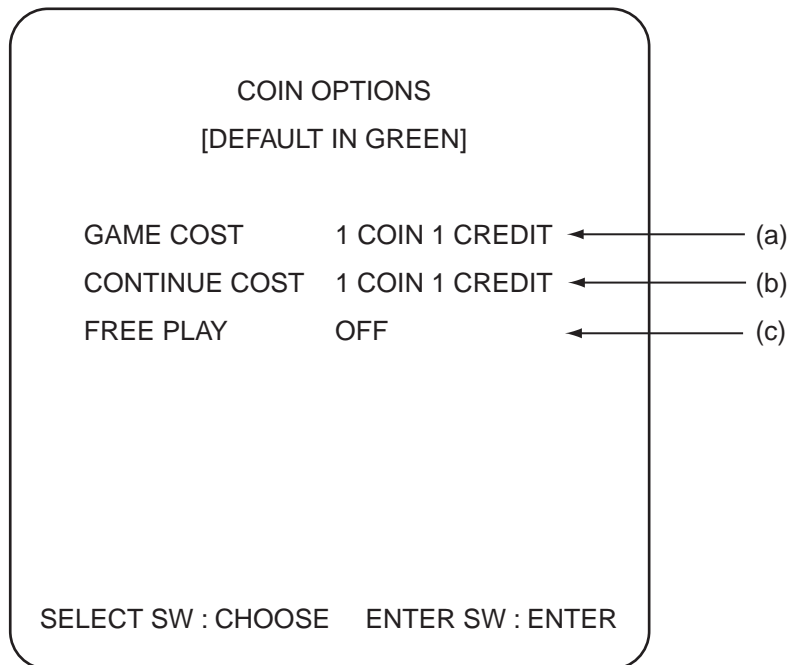 COIN OPTIONS
[DEFAULT IN GREEN]
GAME COST 1 COIN 1 CREDIT (a)
CONTINUE COST 1 COIN 1 CREDIT (b)
FREE PLAY OFF (c)
SELECT SW : CHOOSE ENTER SW : ENTER